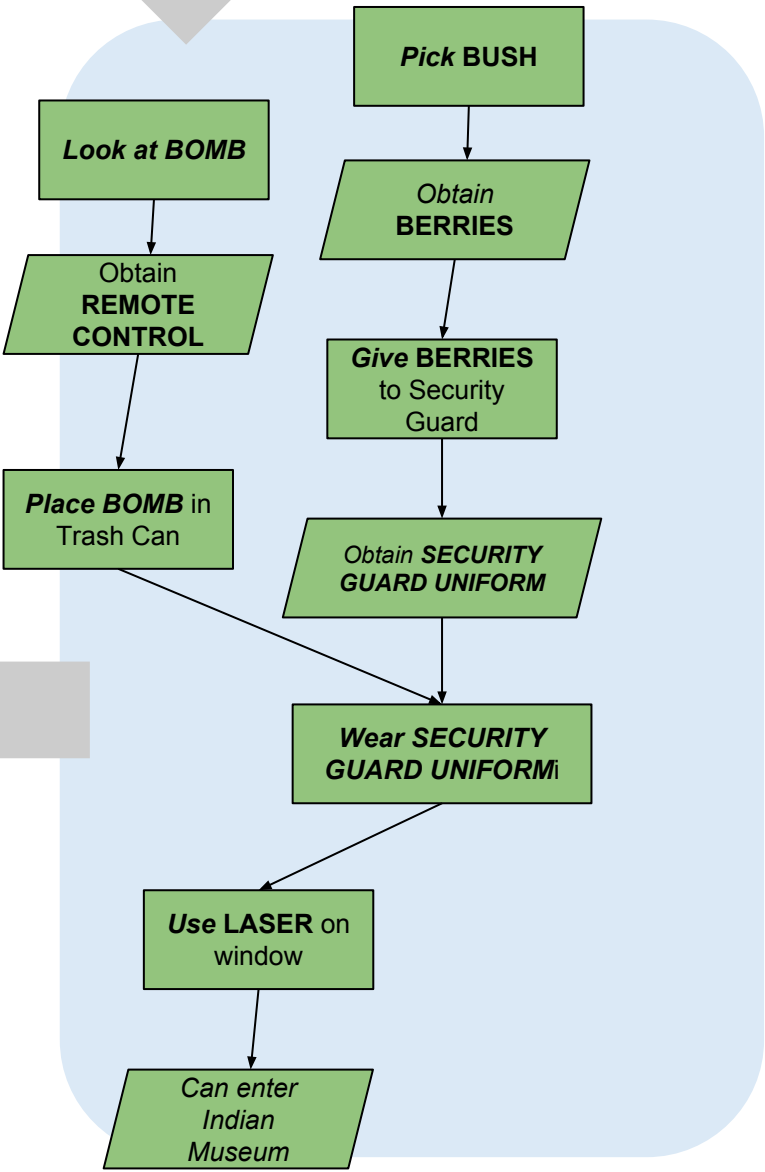 Pick BUSH
Look at BOMB
Obtain
BERRIES
Obtain
REMOTE
CONTROL
Give BERRIES
to Security
Guard
Place BOMB in
Trash Can
Obtain SECURITY
GUARD UNIFORM
Wear SECURITY
GUARD UNIFORMi
Use LASER on
window
Can enter
Indian
Museum